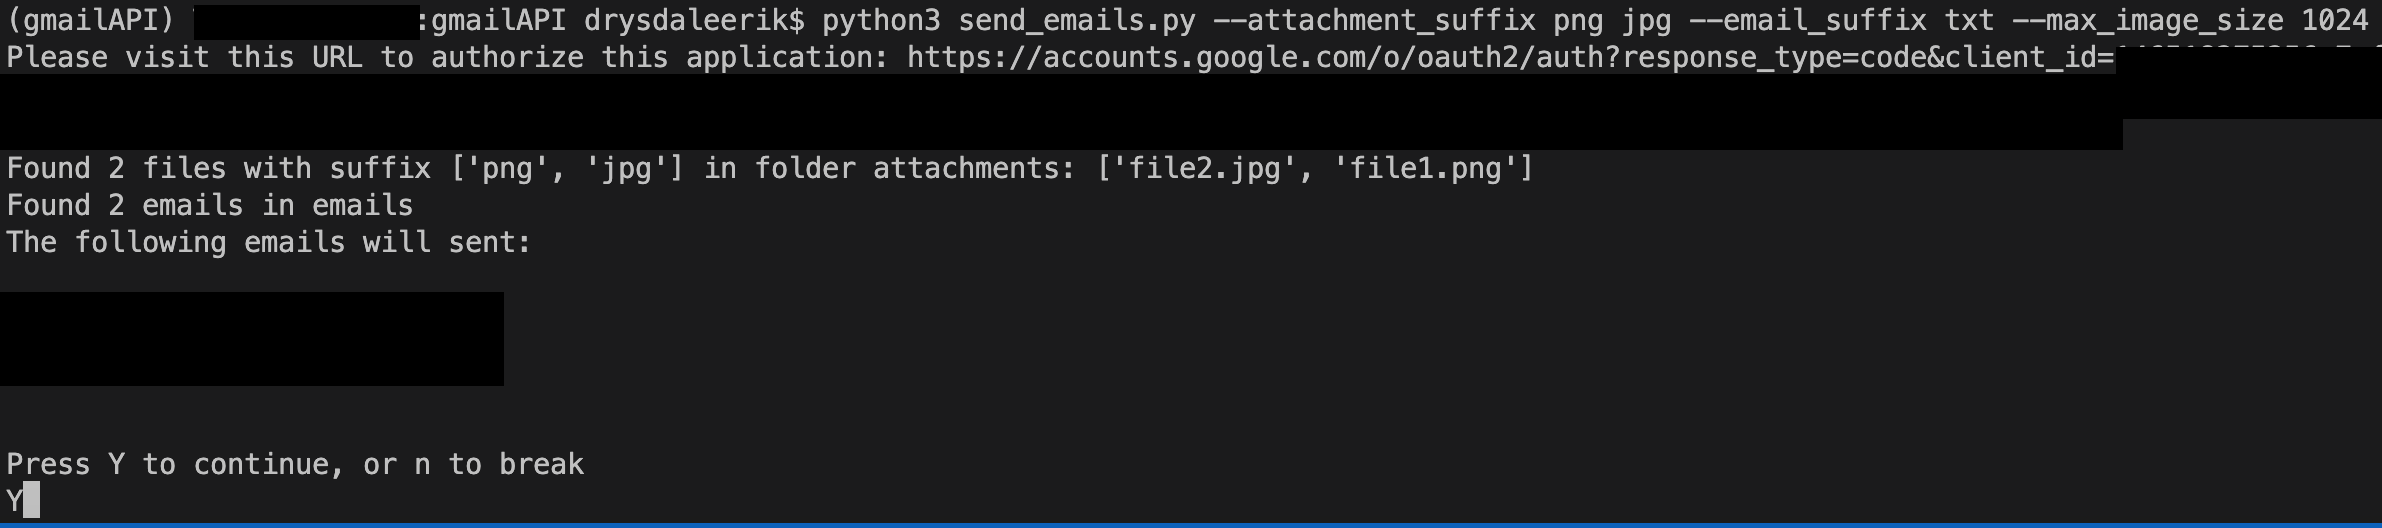 (gmailAPI) :gmailAPI drysdaleerik$ python3 send_emails.py --attachment_suffix png jpg --email_suffix txt --max_image_size 1024
Please visit this URL to authorize this application: https://accounts.google.com/o/oauth2/auth?response_type=code&client_id=
Found 2 files with suffix ['png', 'jpg'] in folder attachments: ['file2.jpg', 'file1.png']
Found 2 emails in emails
The following emails will sent:
Press Y to continue, or n to break
Y